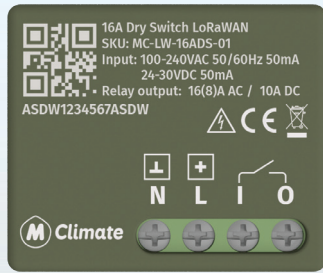 16A Dry Switch LoRaWAN
SKU: MC-LW-16ADS-01
Input: 100-240VAC 50/60Hz 50mA
24-30VDC 50mA
Relay output: 16(8)A AC / 10A DC
ASDW1234567ASDW
CE
N L I O
M Climate